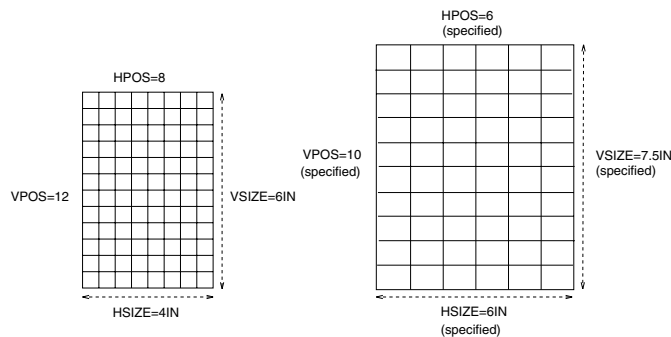 HPOS=8
VPOS=12
VSIZE=6IN
HSIZE=4IN
HPOS=6
(specified)
VPOS=10
(specified)
VSIZE=7.5IN
(specified)
HSIZE=6IN
(specified)